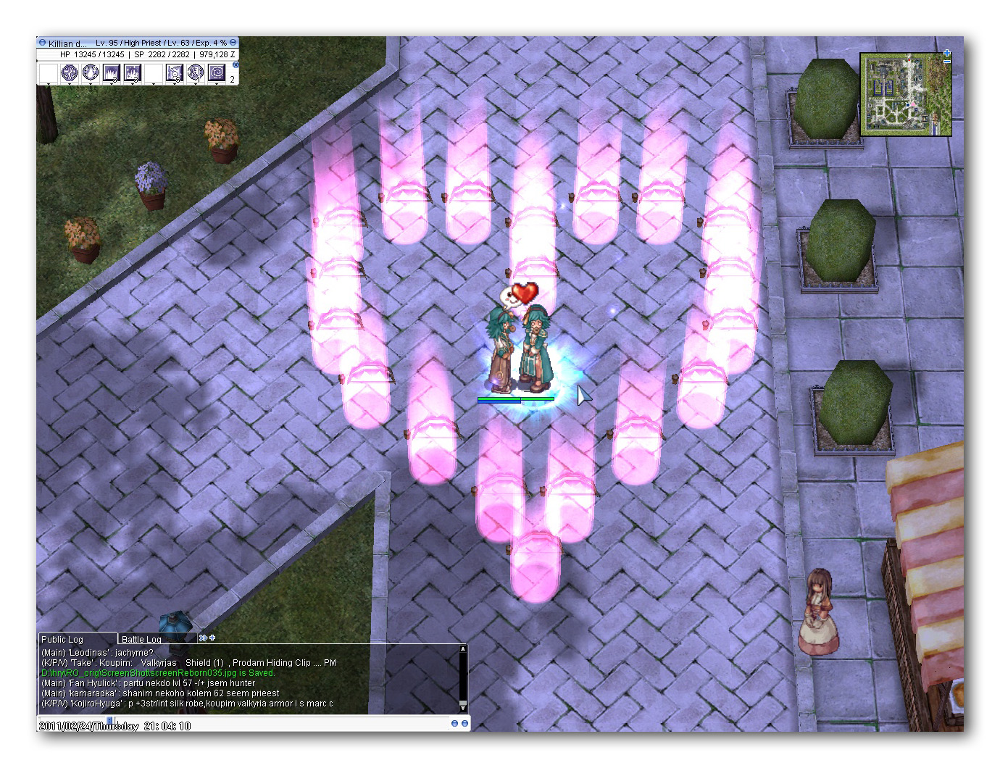 Killian d... Lv. 95 / High Priest / Lv. 63 / Exp. 4 %
HP 13245 / 13245 | SP 2282 / 2282 | 979,128 Z
3 3 5 2
Public Log Battle Log
(Main) 'Leodinas' : jachyme?
(K/P/V) 'Take' : Koupim: Valkyrjas Shield (1) , Prodam Hiding Clip .... PM
D:\hry\RO_orig\ScreenShot\screenReborn035.jpg is Saved.
(Main) 'Fan Hyulick' : partu nekdo lvl 57 -/+ jsem hunter
(Main) 'kamaradka' : shanim nekoho kolem 62 seem prieest
(K/P/V) 'KojiroHyuga' : p +3str/int silk robe,koupim valkyria armor i s marc c
2011/02/24/Thursday 21: 04: 10